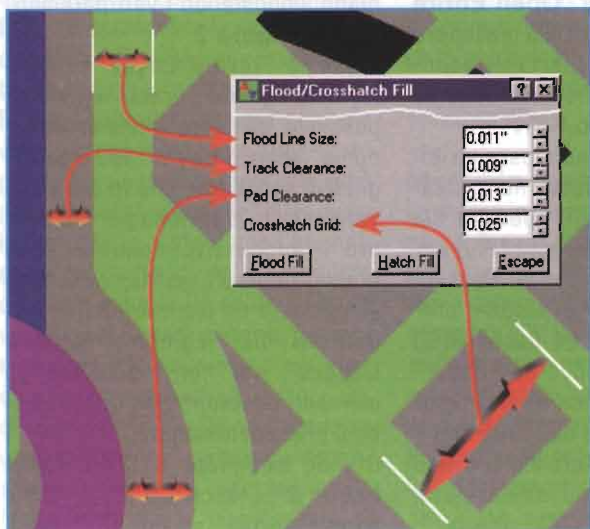 Flood/Crosshatch Fill
Flood Line Size: 0.011"
Track Clearance: 0.009"
Pad Clearance: 0.013"
Crosshatch Grid: 0.025"
Flood Fill Hatch Fill Escape